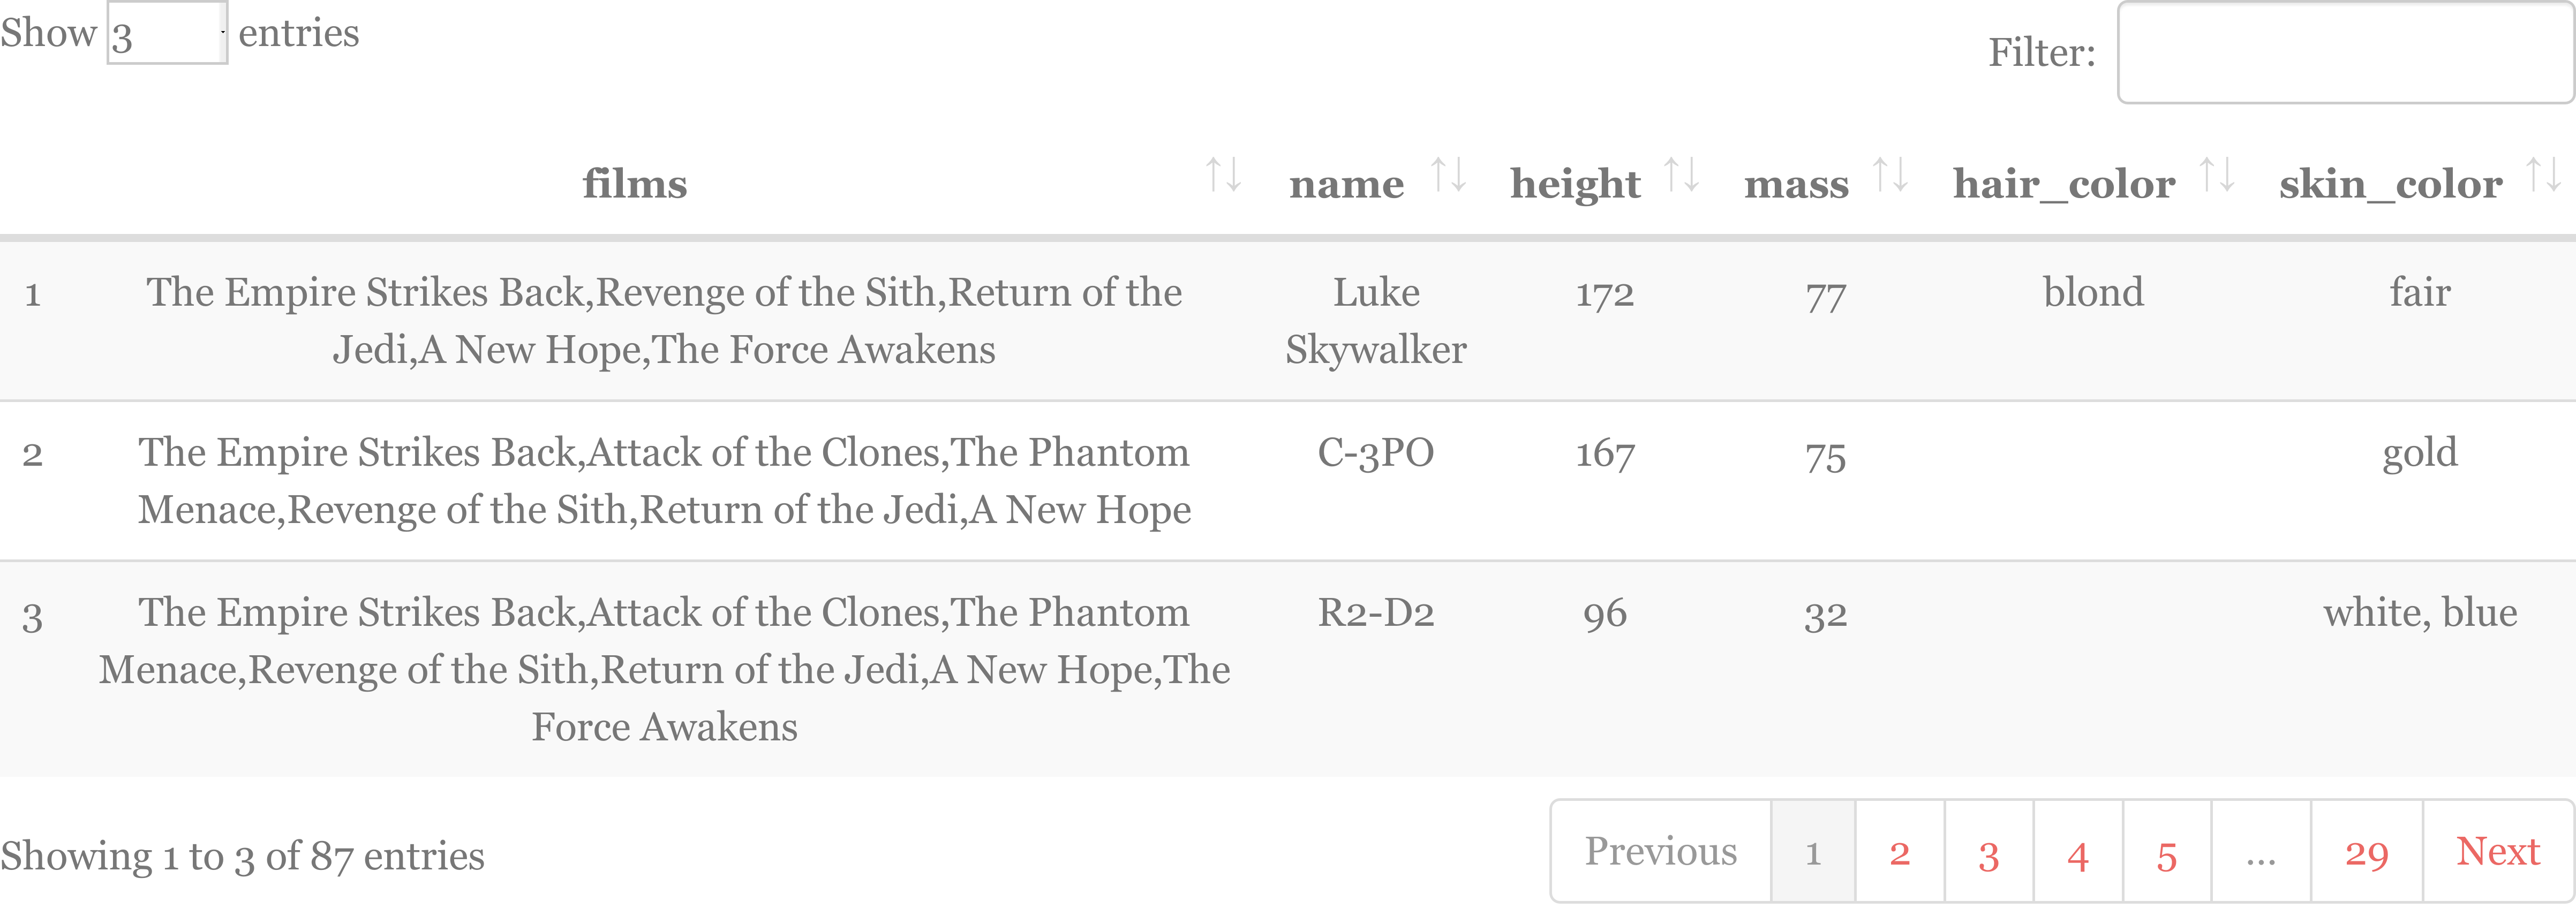 Show 3 entries
Filter:
films ↑↓ name ↑↓ height ↑↓ mass ↑↓ hair_color ↑↓ skin_color ↑↓
1 The Empire Strikes Back,Revenge of the Sith,Return of the Luke 172 77 blond fair
Jedi,A New Hope,The Force Awakens Skywalker
2 The Empire Strikes Back,Attack of the Clones,The Phantom C-3PO 167 75 gold
Menace,Revenge of the Sith,Return of the Jedi,A New Hope
3 The Empire Strikes Back,Attack of the Clones,The Phantom R2-D2 96 32 white, blue
Menace,Revenge of the Sith,Return of the Jedi,A New Hope,The
Force Awakens
Showing 1 to 3 of 87 entries
Previous 1 2 3 4 5 ... 29 Next